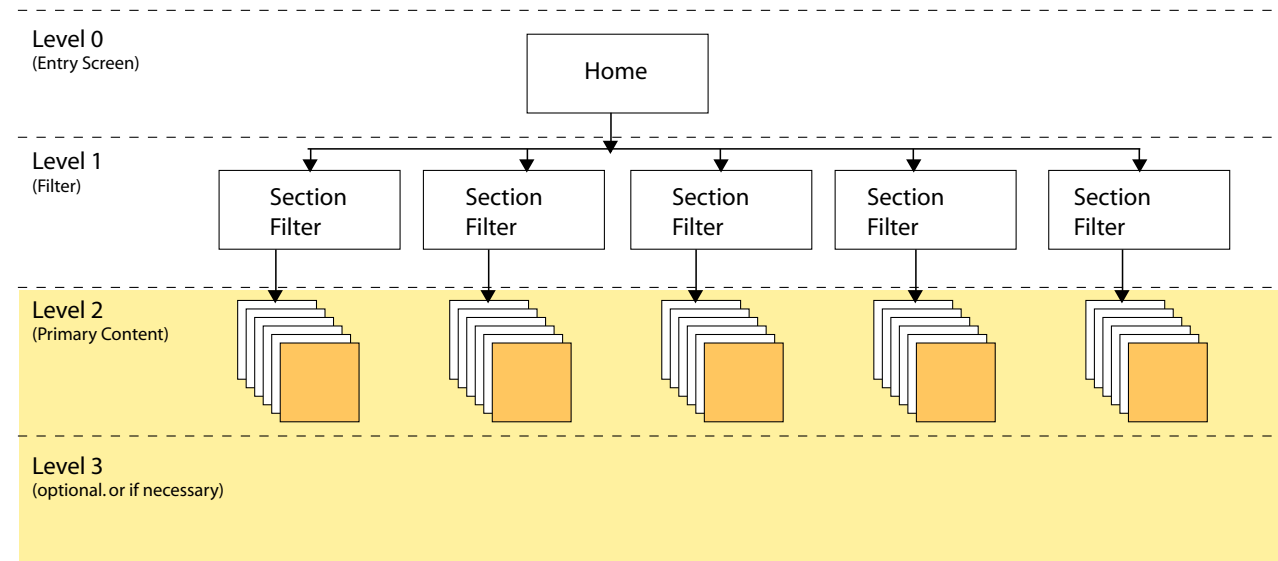 Level 0
(Entry Screen)
Home
Level 1
(Filter)
Section
Filter
Section
Filter
Section
Filter
Section
Filter
Section
Filter
Level 2
(Primary Content)
Level 3
(optional.or if necessary)